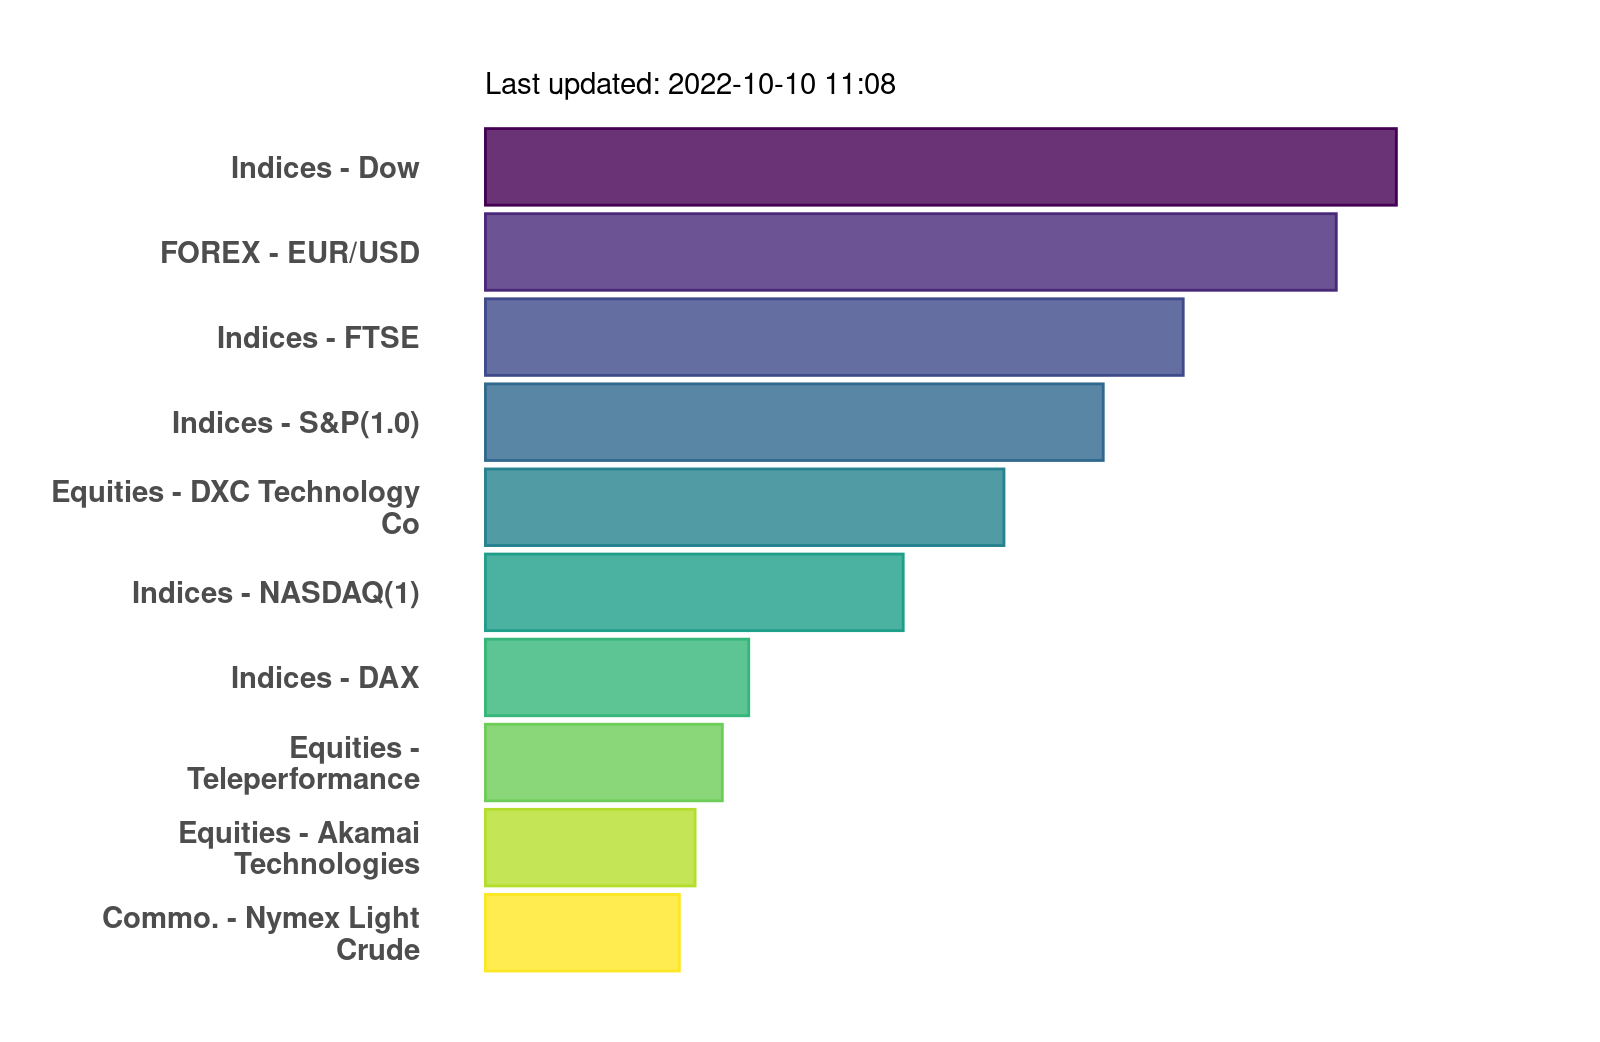 Last updated: 2022-10-10 11:08
Indices - Dow
FOREX - EUR/USD
Indices - FTSE
Indices - S&P(1.0)
Equities - DXC Technology
Co
Indices - NASDAQ(1)
Indices - DAX
Equities -
Teleperformance
Equities - Akamai
Technologies
Commo. - Nymex Light
Crude